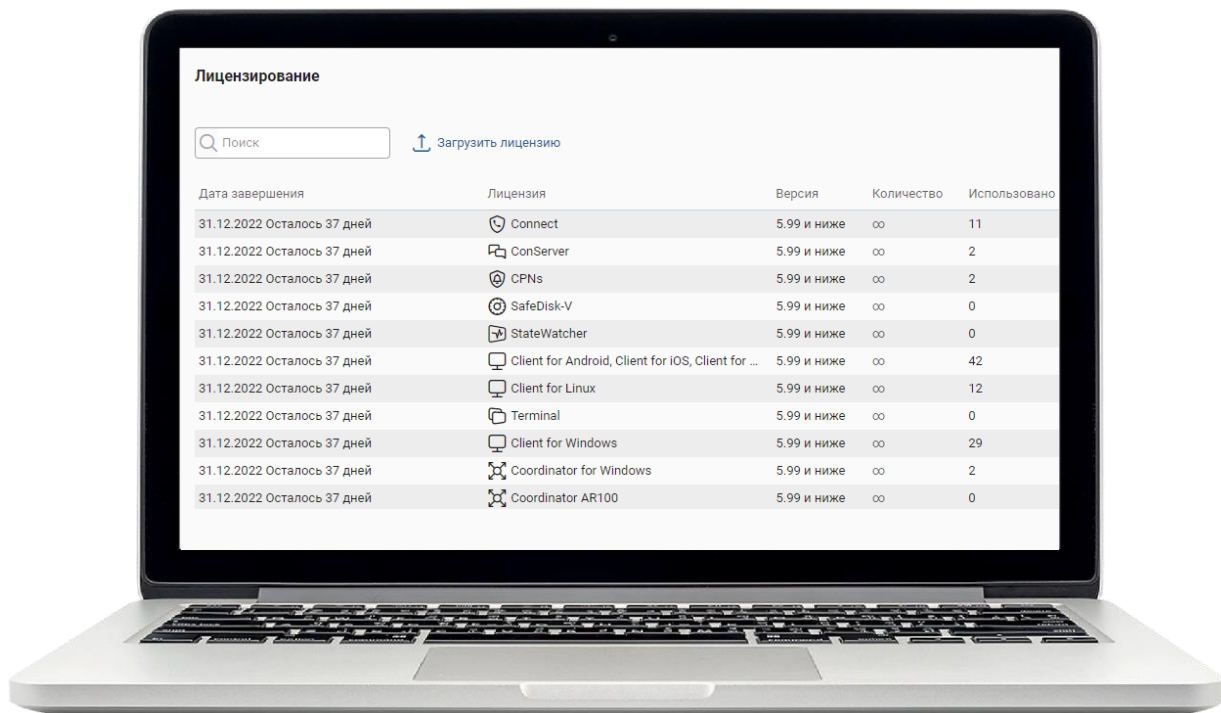 Лицензирование
Поиск
Загрузить лицензию
Дата завершения Лицензия Версия Количество Использовано
31.12.2022 Осталось 37 дней Connect 5.99 и ниже ∞ 11
31.12.2022 Осталось 37 дней ConServer 5.99 и ниже ∞ 2
31.12.2022 Осталось 37 дней CPNs 5.99 и ниже ∞ 2
31.12.2022 Осталось 37 дней SafeDisk-V 5.99 и ниже ∞ 0
31.12.2022 Осталось 37 дней StateWatcher 5.99 и ниже ∞ 0
31.12.2022 Осталось 37 дней Client for Android, Client for iOS, Client for ... 5.99 и ниже ∞ 42
31.12.2022 Осталось 37 дней Client for Linux 5.99 и ниже ∞ 12
31.12.2022 Осталось 37 дней Terminal 5.99 и ниже ∞ 0
31.12.2022 Осталось 37 дней Client for Windows 5.99 и ниже ∞ 29
31.12.2022 Осталось 37 дней Coordinator for Windows 5.99 и ниже ∞ 2
31.12.2022 Осталось 37 дней Coordinator AR100 5.99 и ниже ∞ 0